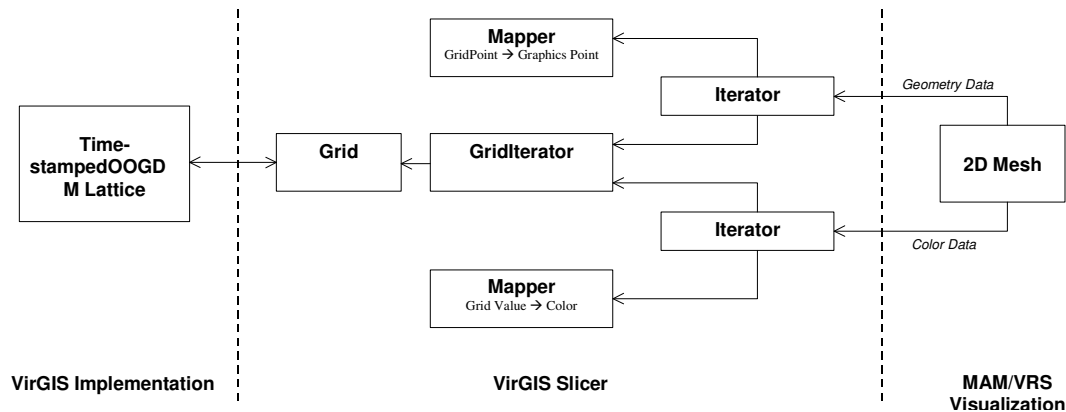 Mapper
GridPoint → Graphics Point
Iterator
Geometry Data
Time-
stampedOOGD
M Lattice
Grid
GridIterator
2D Mesh
Iterator
Color Data
Mapper
Grid Value → Color
VirGIS Implementation
VirGIS Slicer
MAM/VRS
Visualization